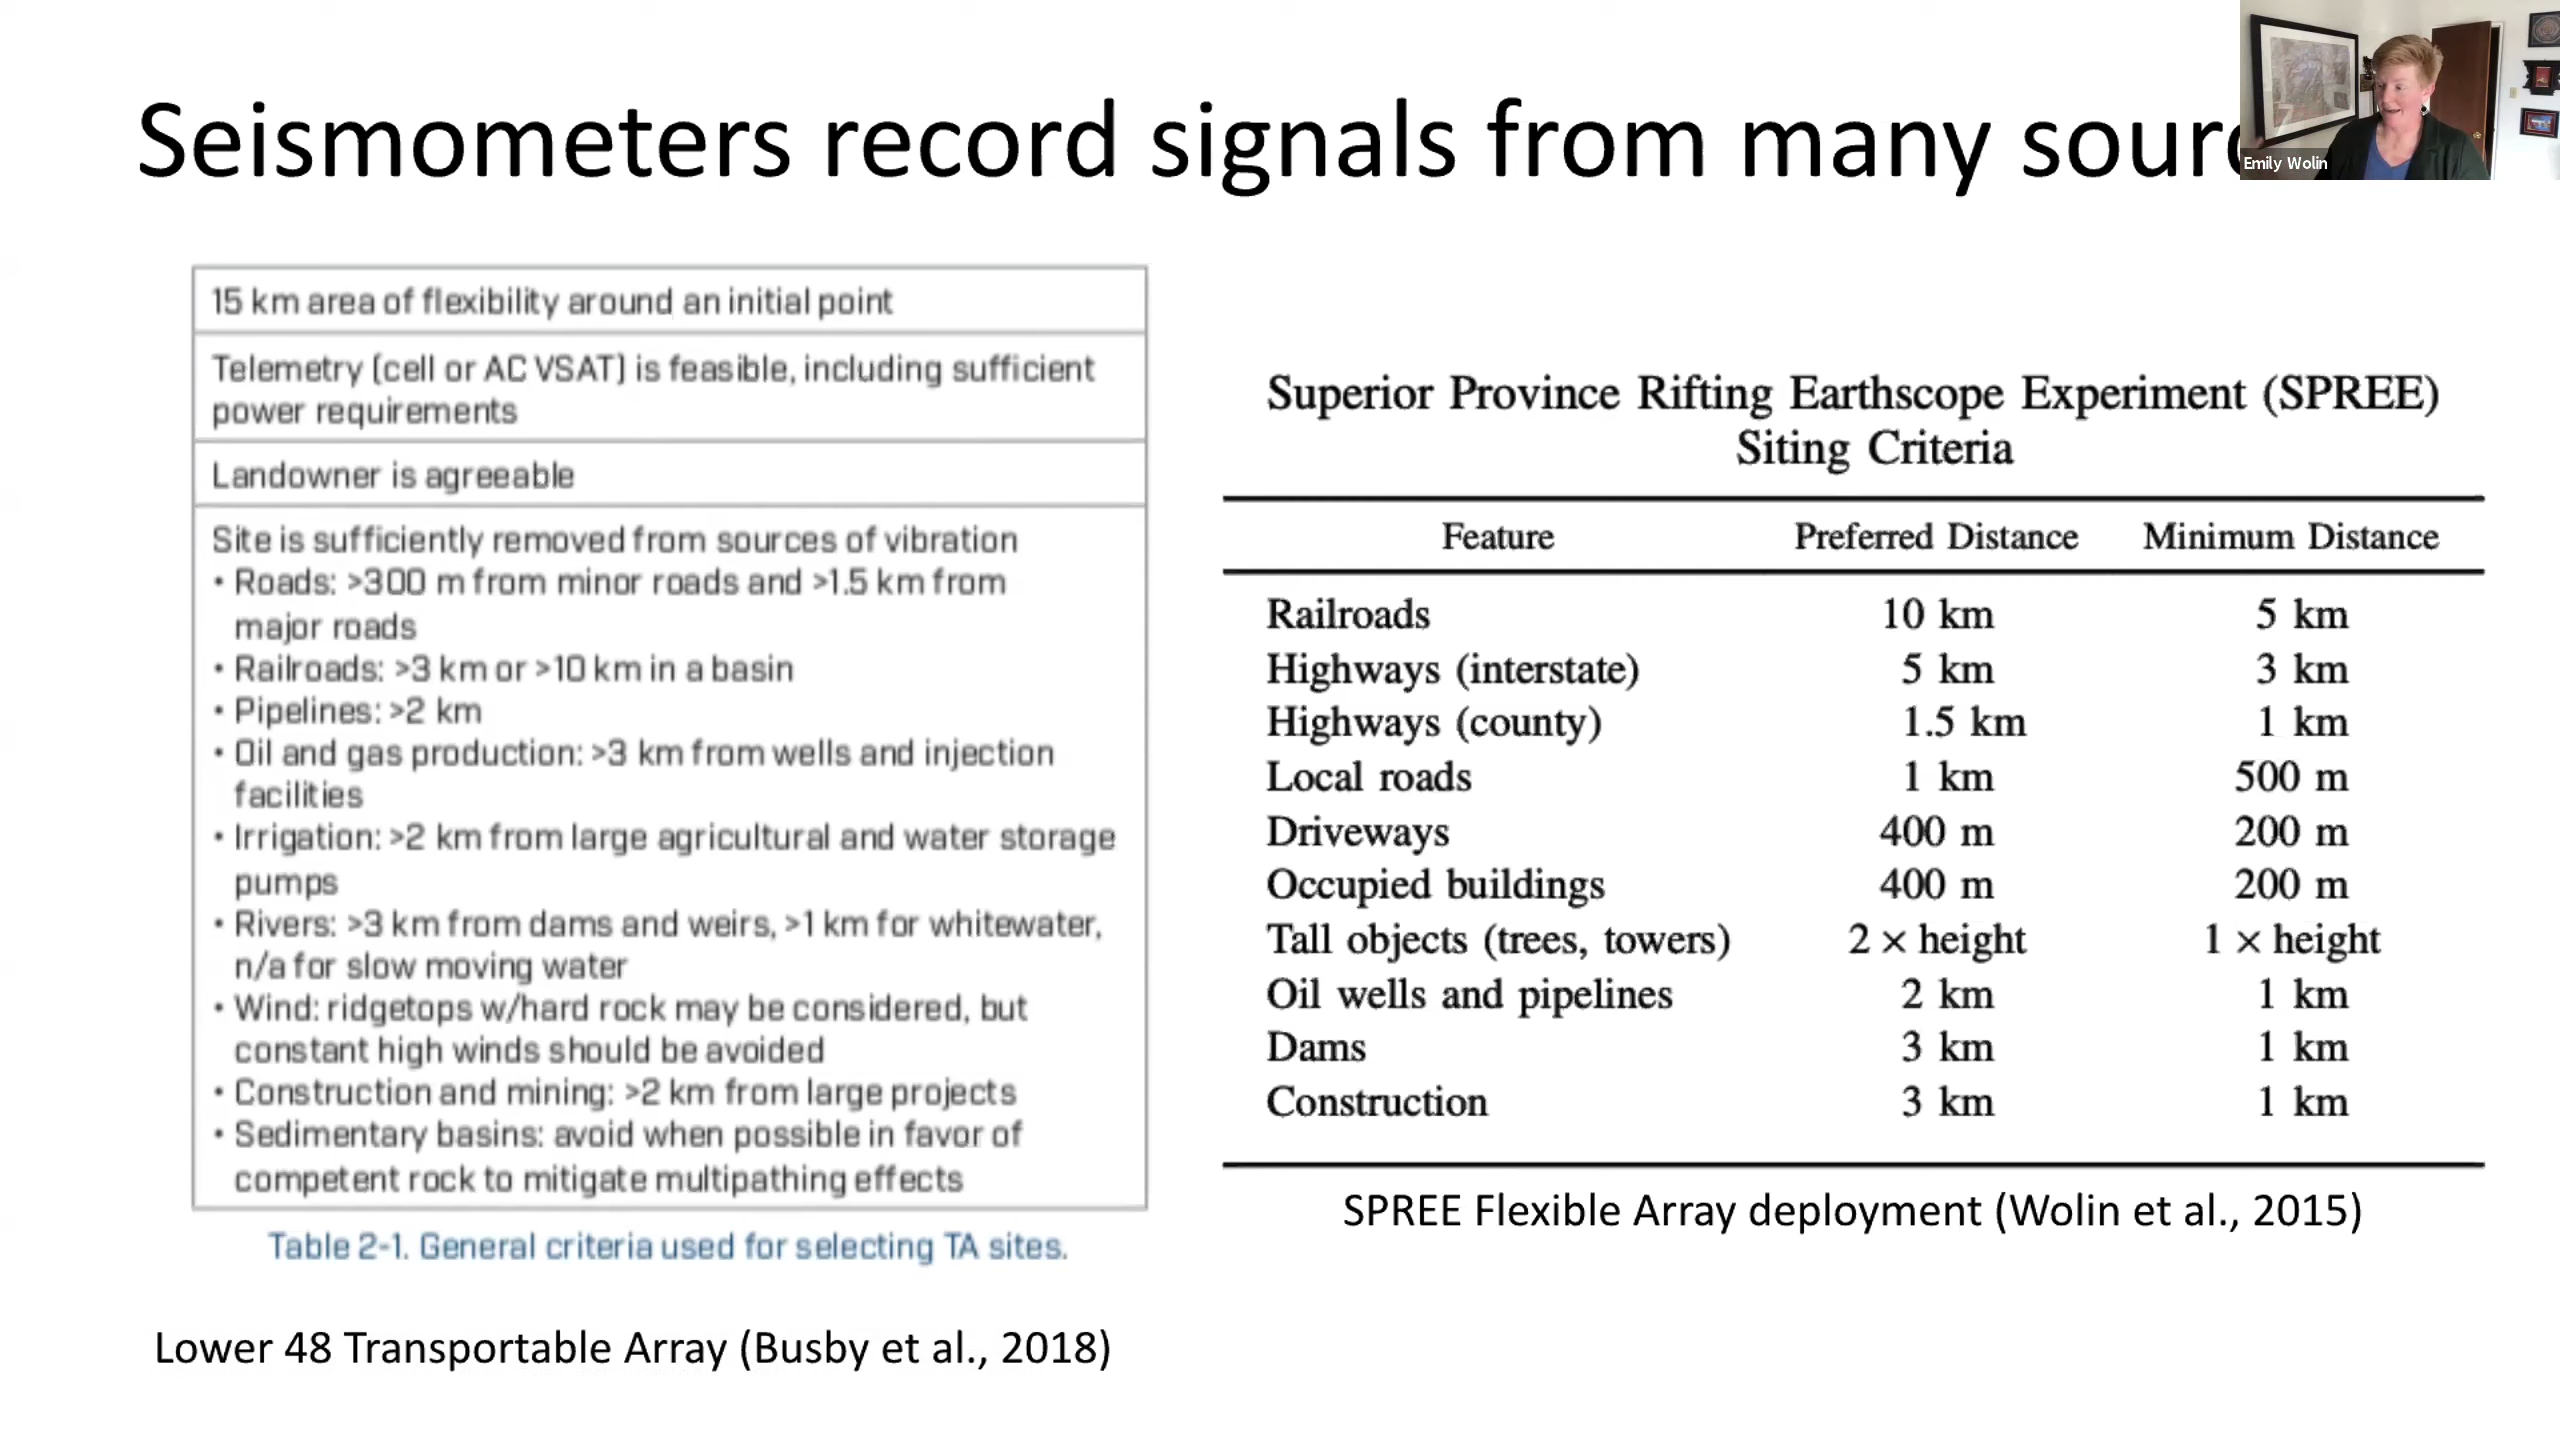 Seismometers record signals from many sourc
Emily Wolin
15 km area of flexibility around an initial point
Telemetry (cell or AC VSAT) is feasible, including sufficient
power requirements
Landowner is agreeable
Site is sufficiently removed from sources of vibration
• Roads: >300 m from minor roads and >1.5 km from
major roads
• Railroads: >3 km or >10 km in a basin
• Pipelines: >2 km
• Oil and gas production: >3 km from wells and injection
facilities
• Irrigation: >2 km from large agricultural and water storage
pumps
• Rivers: >3 km from dams and weirs, >1 km for whitewater,
n/a for slow moving water
• Wind: ridgetops w/hard rock may be considered, but
constant high winds should be avoided
• Construction and mining: >2 km from large projects
• Sedimentary basins: avoid when possible in favor of
competent rock to mitigate multipathing effects
Table 2-1. General criteria used for selecting TA sites.
Lower 48 Transportable Array (Busby et al., 2018)
Superior Province Rifting Earthscope Experiment (SPREE)
Siting Criteria
Feature Preferred Distance Minimum Distance
Railroads 10 km 5 km
Highways (interstate) 5 km 3 km
Highways (county) 1.5 km 1 km
Local roads 1 km 500 m
Driveways 400 m 200 m
Occupied buildings 400 m 200 m
Tall objects (trees, towers) 2 × height 1 × height
Oil wells and pipelines 2 km 1 km
Dams 3 km 1 km
Construction 3 km 1 km
SPREE Flexible Array deployment (Wolin et al., 2015)